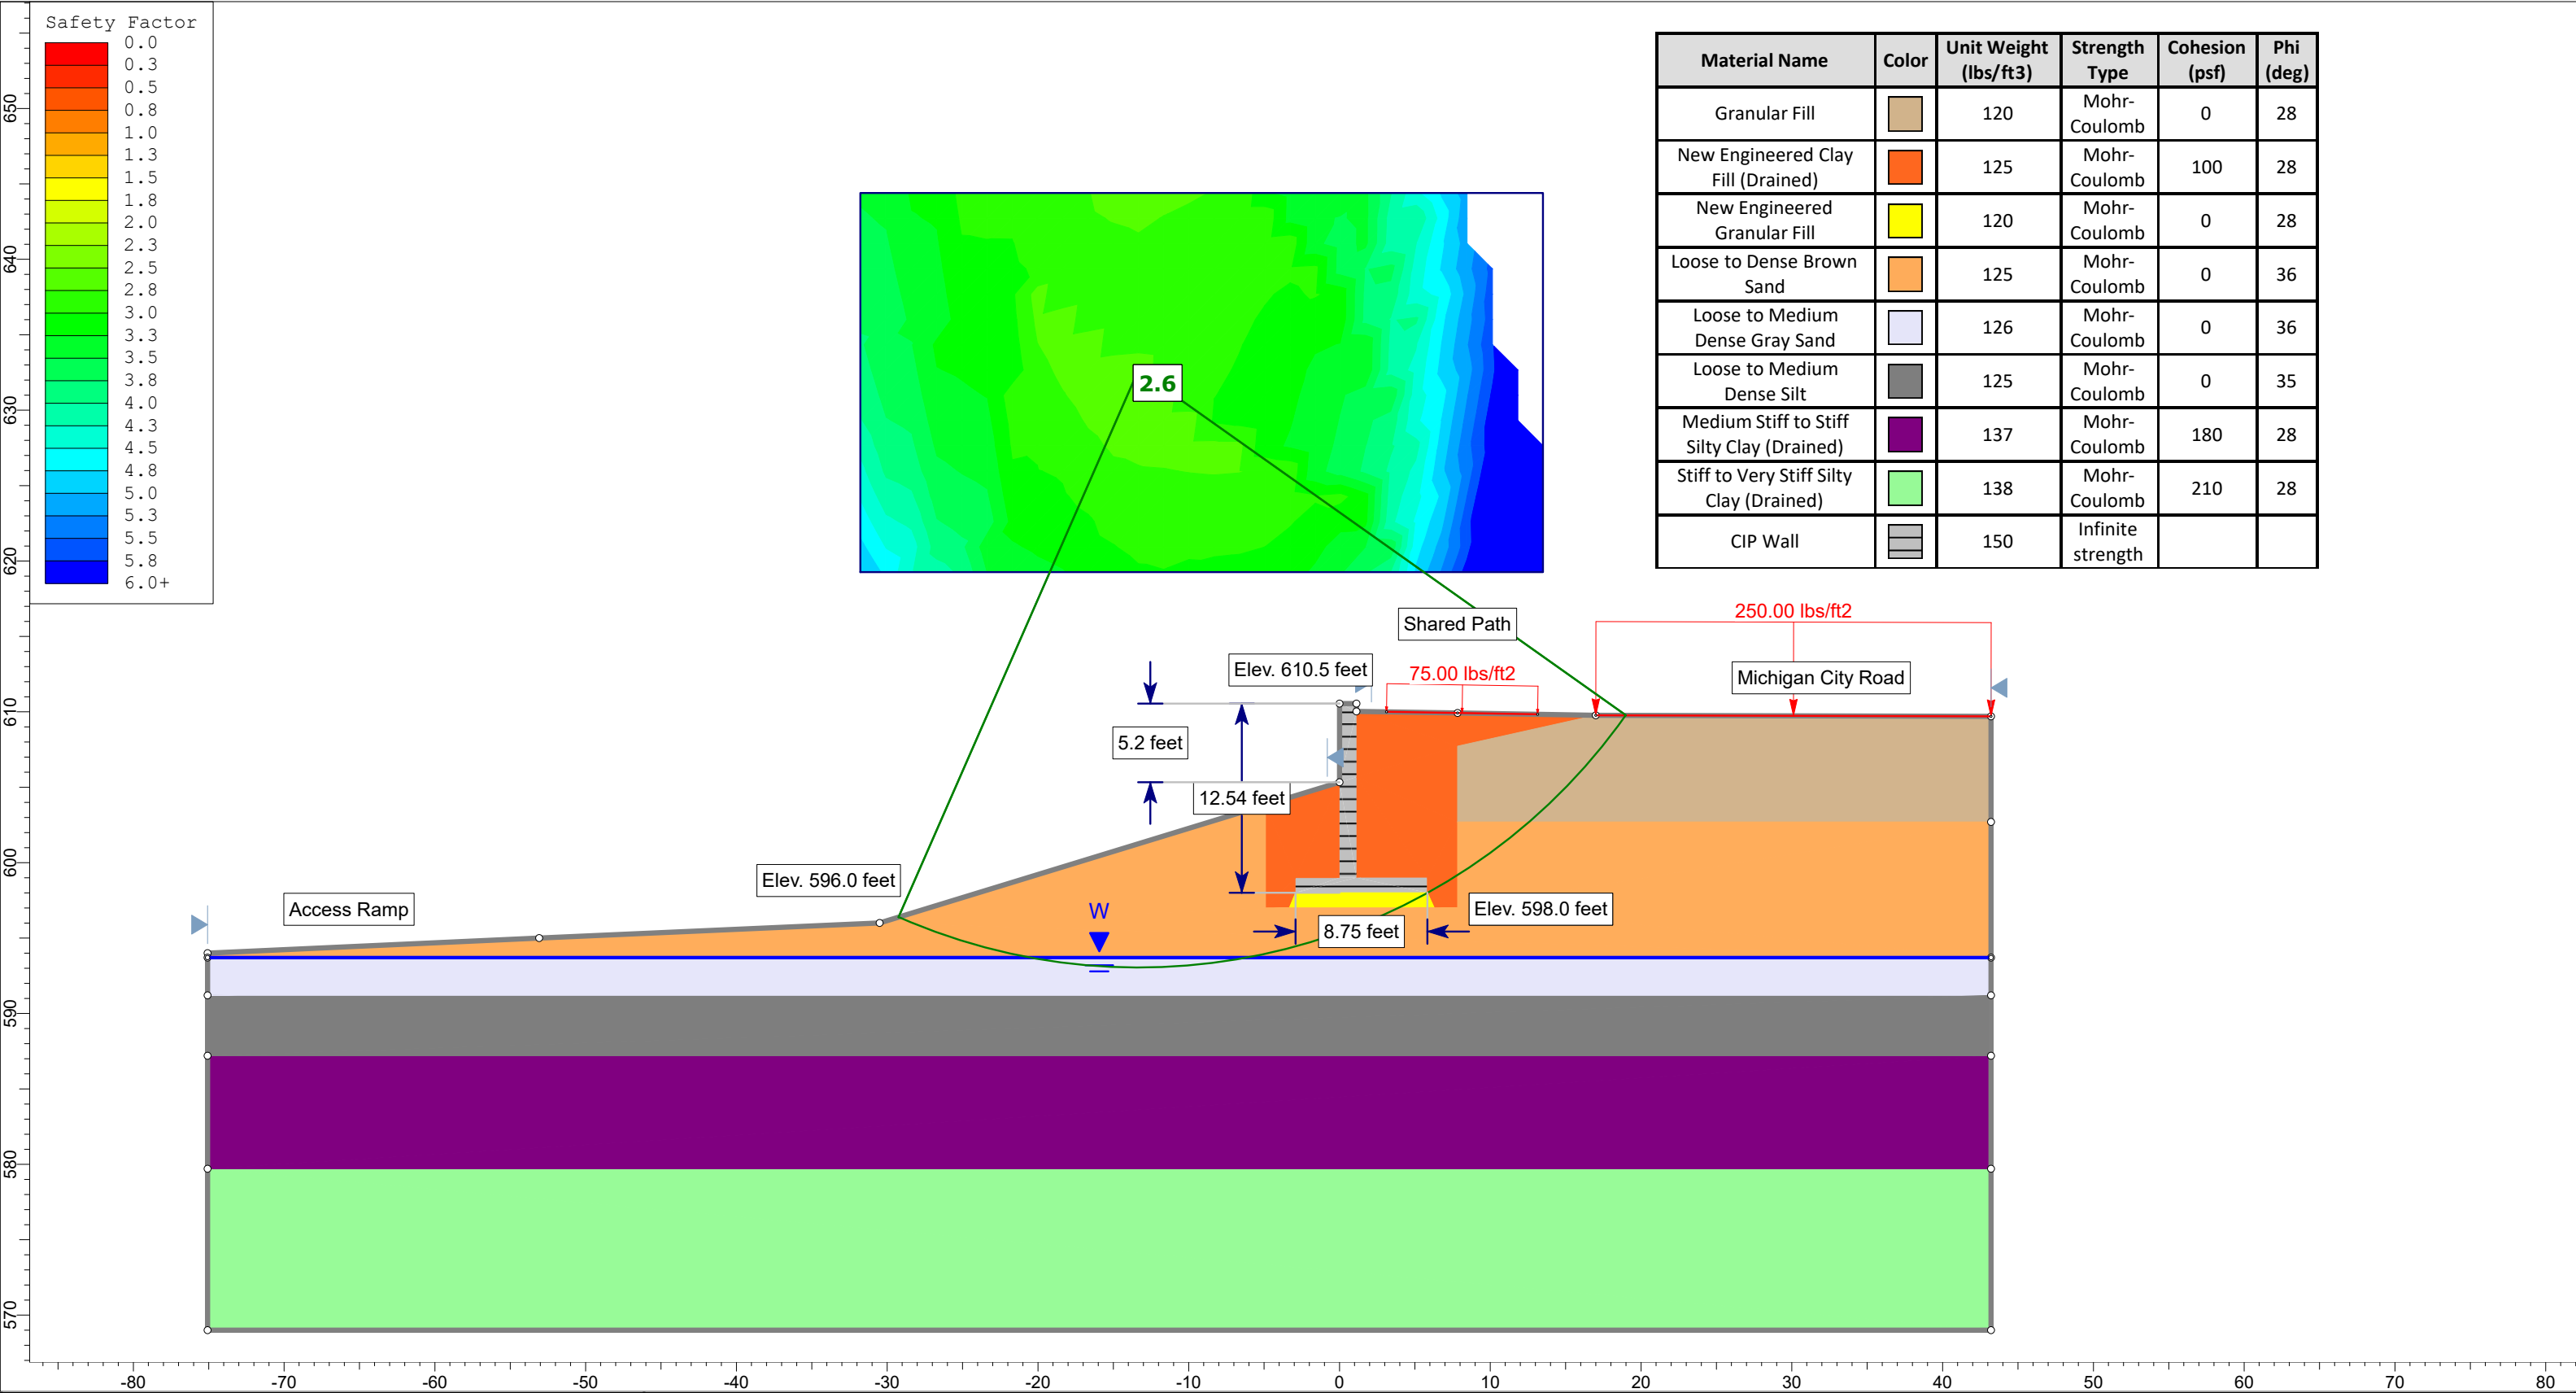 Safety Factor
0.0
0.3
0.5
0.8
1.0
1.3
1.5
1.8
2.0
2.3
2.5
2.8
3.0
3.3
3.5
3.8
4.0
4.3
4.5
4.8
5.0
5.3
5.5
5.8
6.0+
Material Name Color Unit Weight (lbs/ft3) Strength Type Cohesion (psf) Phi (deg)
Granular Fill 120 Mohr-Coulomb 0 28
New Engineered Clay Fill (Drained) 125 Mohr-Coulomb 100 28
New Engineered Granular Fill 120 Mohr-Coulomb 0 28
Loose to Dense Brown Sand 125 Mohr-Coulomb 0 36
Loose to Medium Dense Gray Sand 126 Mohr-Coulomb 0 36
Loose to Medium Dense Silt 125 Mohr-Coulomb 0 35
Medium Stiff to Stiff Silty Clay (Drained) 137 Mohr-Coulomb 180 28
Stiff to Very Stiff Silty Clay (Drained) 138 Mohr-Coulomb 210 28
CIP Wall 150 Infinite strength
2.6
Shared Path
250.00 lbs/ft2
Elev. 610.5 feet
75.00 lbs/ft2
Michigan City Road
5.2 feet
12.54 feet
Elev. 596.0 feet
Access Ramp
W
8.75 feet
Elev. 598.0 feet
650
640
630
620
610
600
590
580
570
-80 -70 -60 -50 -40 -30 -20 -10 0 10 20 30 40 50 60 70 80